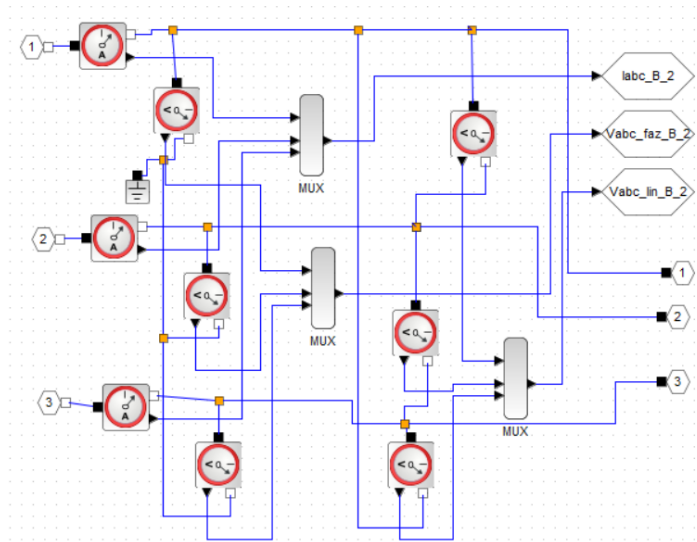 1
I
A
Iabc_B_2
<a
<a
Vabc_faz_B_2
MUX
Vabc_lin_B_2
2
I
A
1
<a
2
MUX
<a
3
I
A
3
MUX
<a
<a